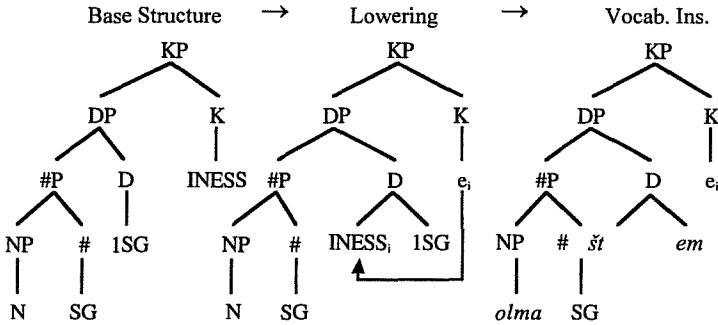 Base Structure → Lowering → Vocab. Ins.
KP KP KP
DP K DP K DP K
#P D INESS #P D eᵢ #P D eᵢ
NP # 1SG NP # INESSᵢ 1SG NP # št em
N SG N SG olma SG